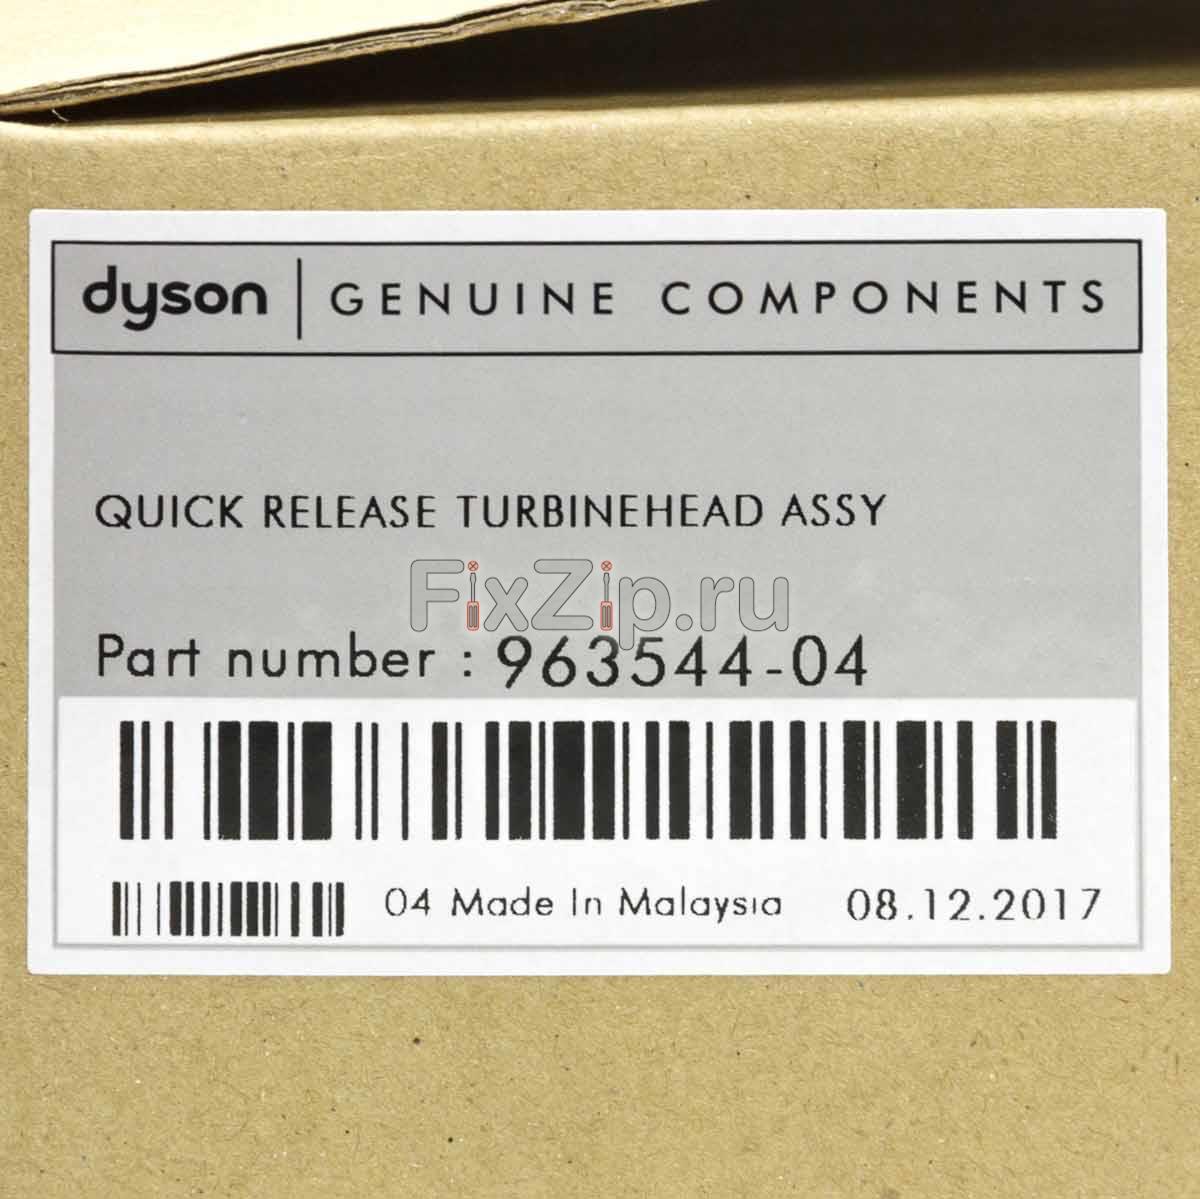 dyson GENUINE COMPONENTS
QUICK RELEASE TURBINEHEAD ASSY
FixZip.ru
Part number : 963544-04
04 Made In Malaysia 08.12.2017